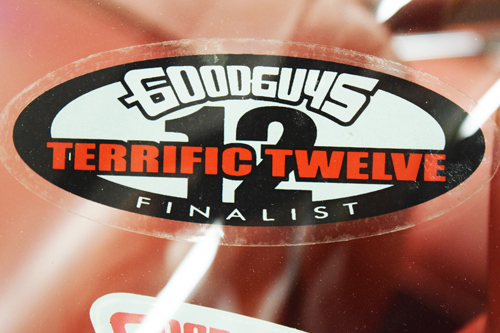 GOODGUYS
12
TERRIFIC TWELVE
FINALIST